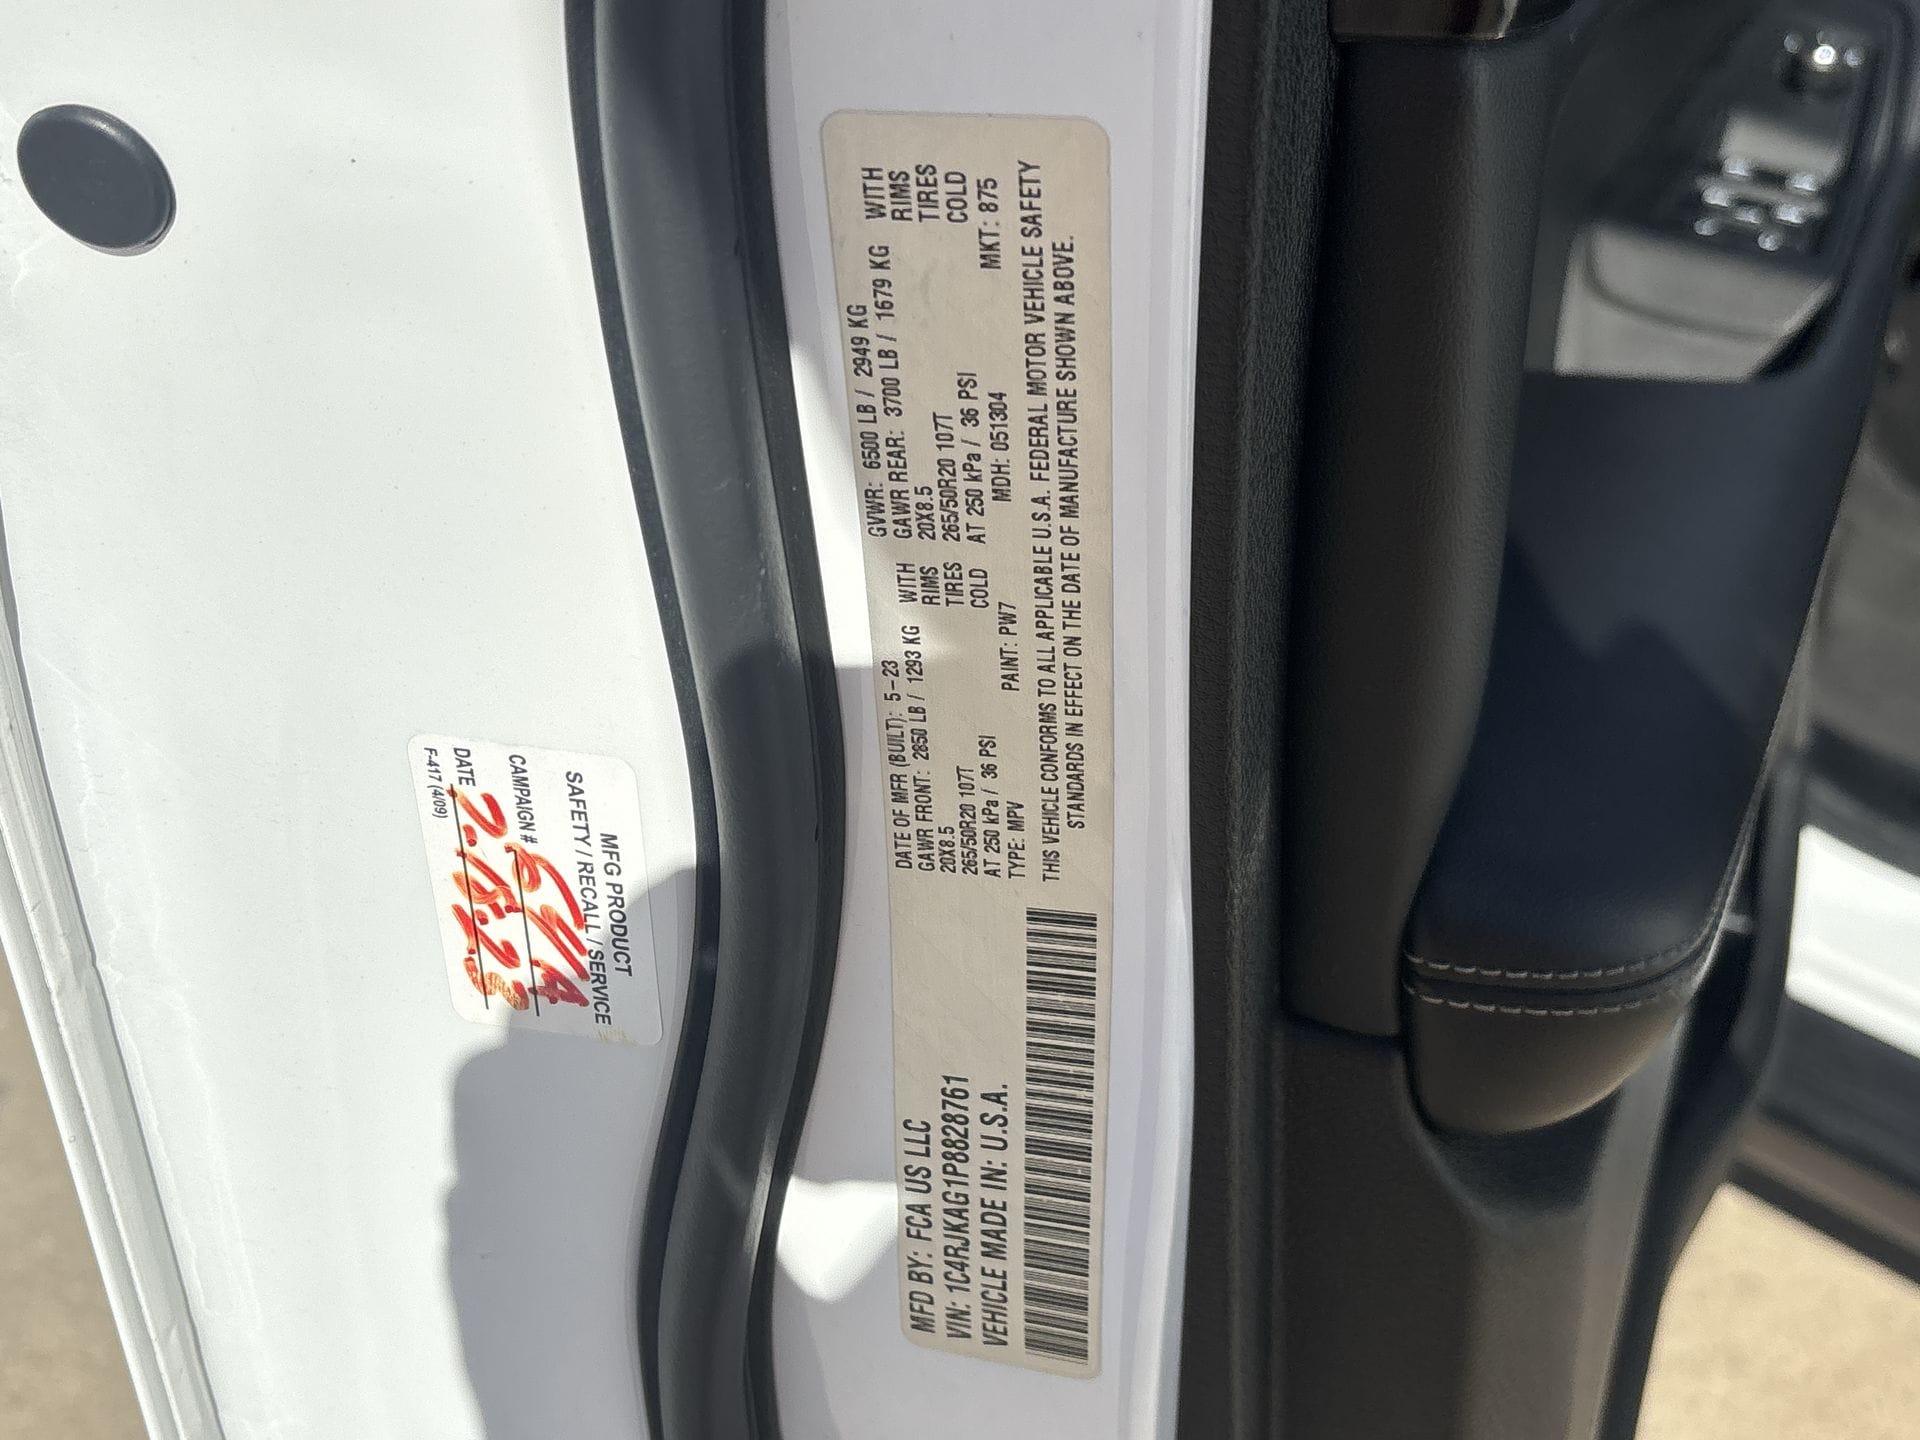 MFD BY: FCA US LLC
VIN: 1C4RJKAG1P8828761
VEHICLE MADE IN: U.S.A.
DATE OF MFR (BUILT): 5-23
GVWR: 6500 LB / 2949 KG
GAWR FRONT: 2850 LB / 1293 KG WITH
20X8.5 RIMS
265/50R20 107T TIRES
AT 250 kPa / 36 PSI COLD
GAWR REAR: 3700 LB / 1679 KG WITH
20X8.5 RIMS
265/50R20 107T TIRES
AT 250 kPa / 36 PSI COLD
TYPE: MPV PAINT: PW7 MDH: 051304 MKT: 875
THIS VEHICLE CONFORMS TO ALL APPLICABLE U.S.A. FEDERAL MOTOR VEHICLE SAFETY
STANDARDS IN EFFECT ON THE DATE OF MANUFACTURE SHOWN ABOVE.
MFG PRODUCT
SAFETY / RECALL / SERVICE
CAMPAIGN #
DATE
F-417 (4/09)